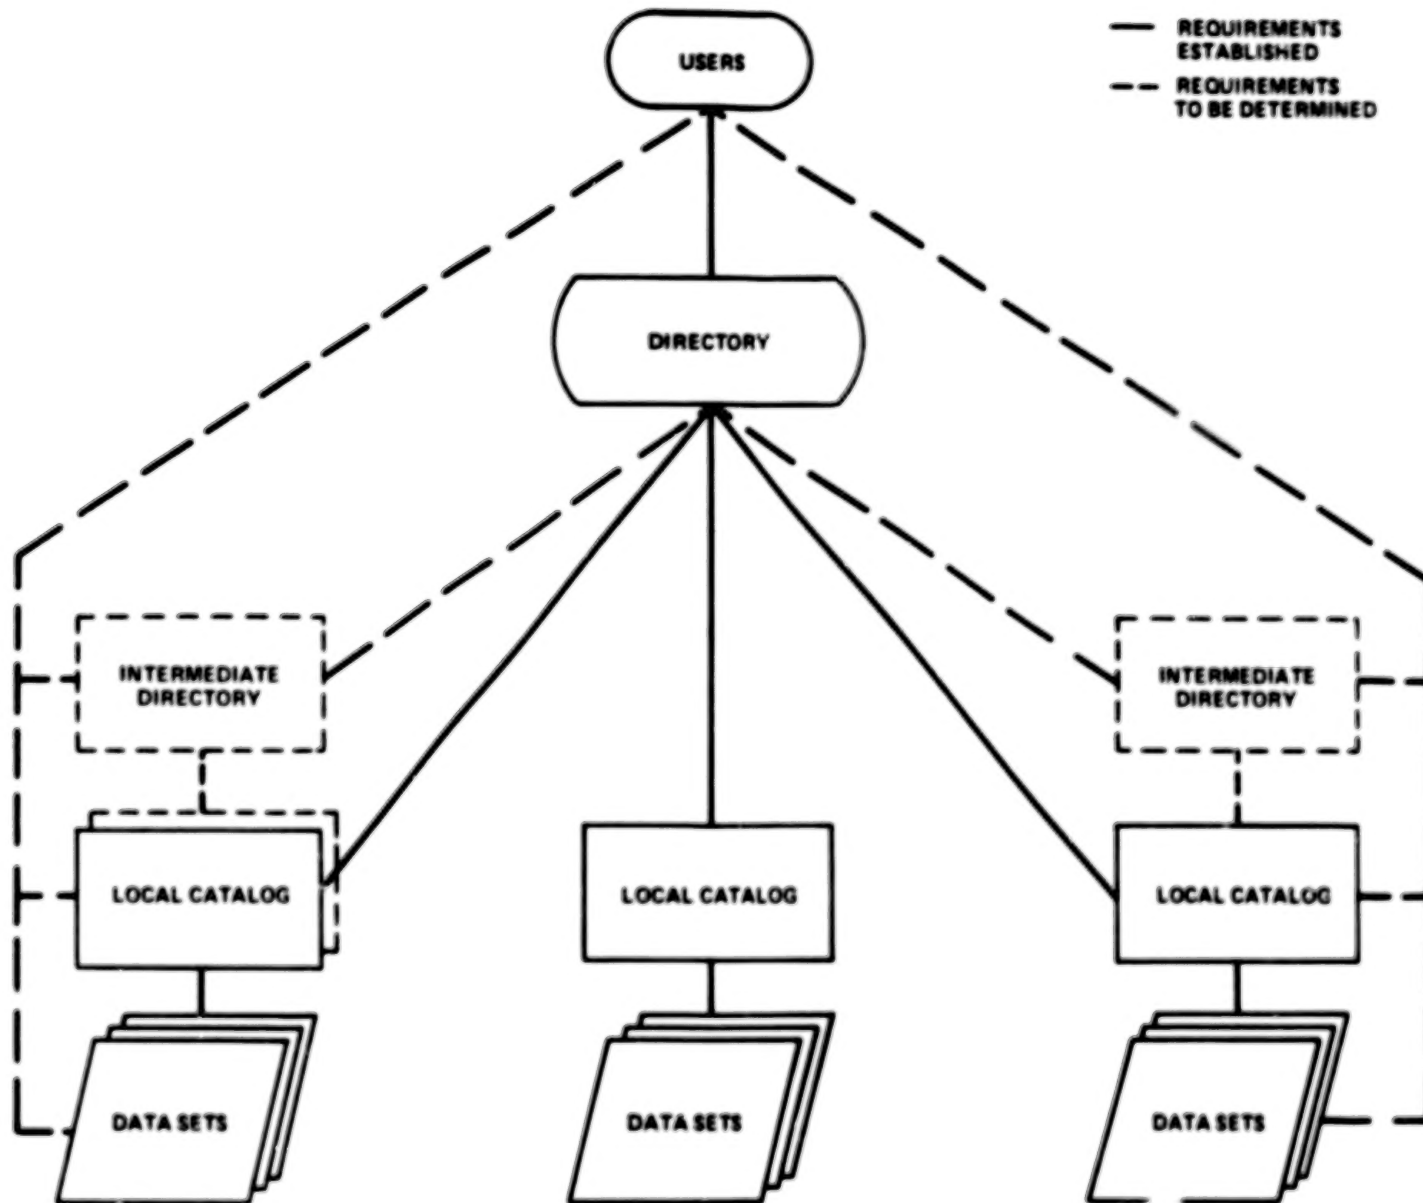 USERS
REQUIREMENTS
ESTABLISHED
REQUIREMENTS
TO BE DETERMINED
DIRECTORY
INTERMEDIATE
DIRECTORY
INTERMEDIATE
DIRECTORY
LOCAL CATALOG
LOCAL CATALOG
LOCAL CATALOG
DATA SETS
DATA SETS
DATA SETS